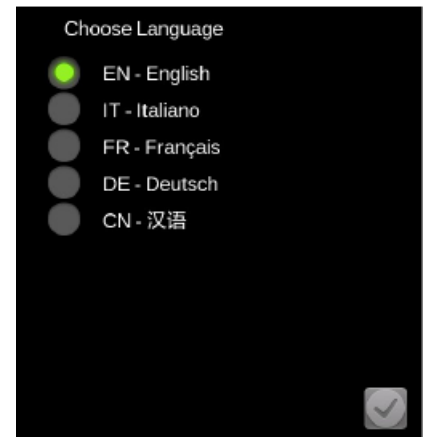 Choose Language
EN - English
IT - Italiano
FR - Français
DE - Deutsch
CN - 汉语